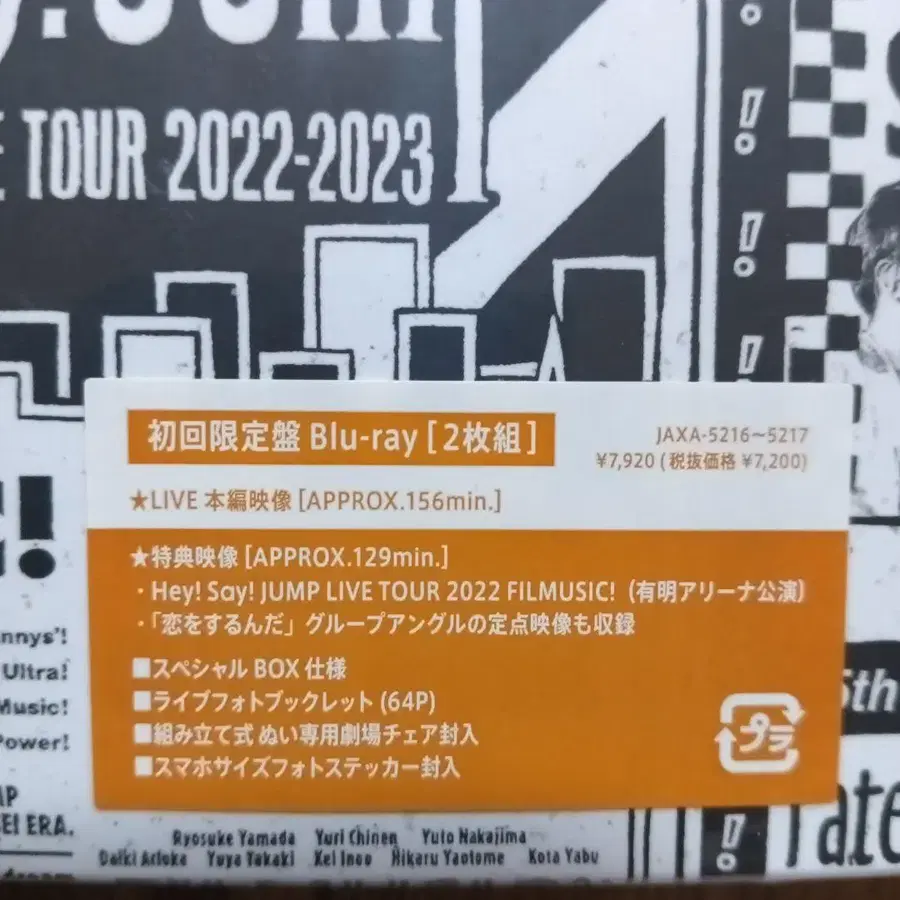 TOUR 2022-2023
初回限定盤 Blu-ray [2枚組]
JAXA-5216〜5217
¥7,920 (税抜価格 ¥7,200)
★LIVE 本編映像 [APPROX.156min.]
★特典映像 [APPROX.129min.]
・Hey! Say! JUMP LIVE TOUR 2022 FILMUSIC! (有明アリーナ公演)
・「恋をするんだ」グループアングルの定点映像も収録
■スペシャル BOX 仕様
■ライブフォトブックレット (64P)
■組み立て式 ぬい専用劇場チェア封入
■スマホサイズフォトステッカー封入
プラ
Ultra!
Music!
Power!
ERA.
Ryosuke Yamada Yuri Chinen Yuto Nakajima
Daiki Arioka Yuya Takaki Kei Inoo Hikaru Yaotome Kota Yabu